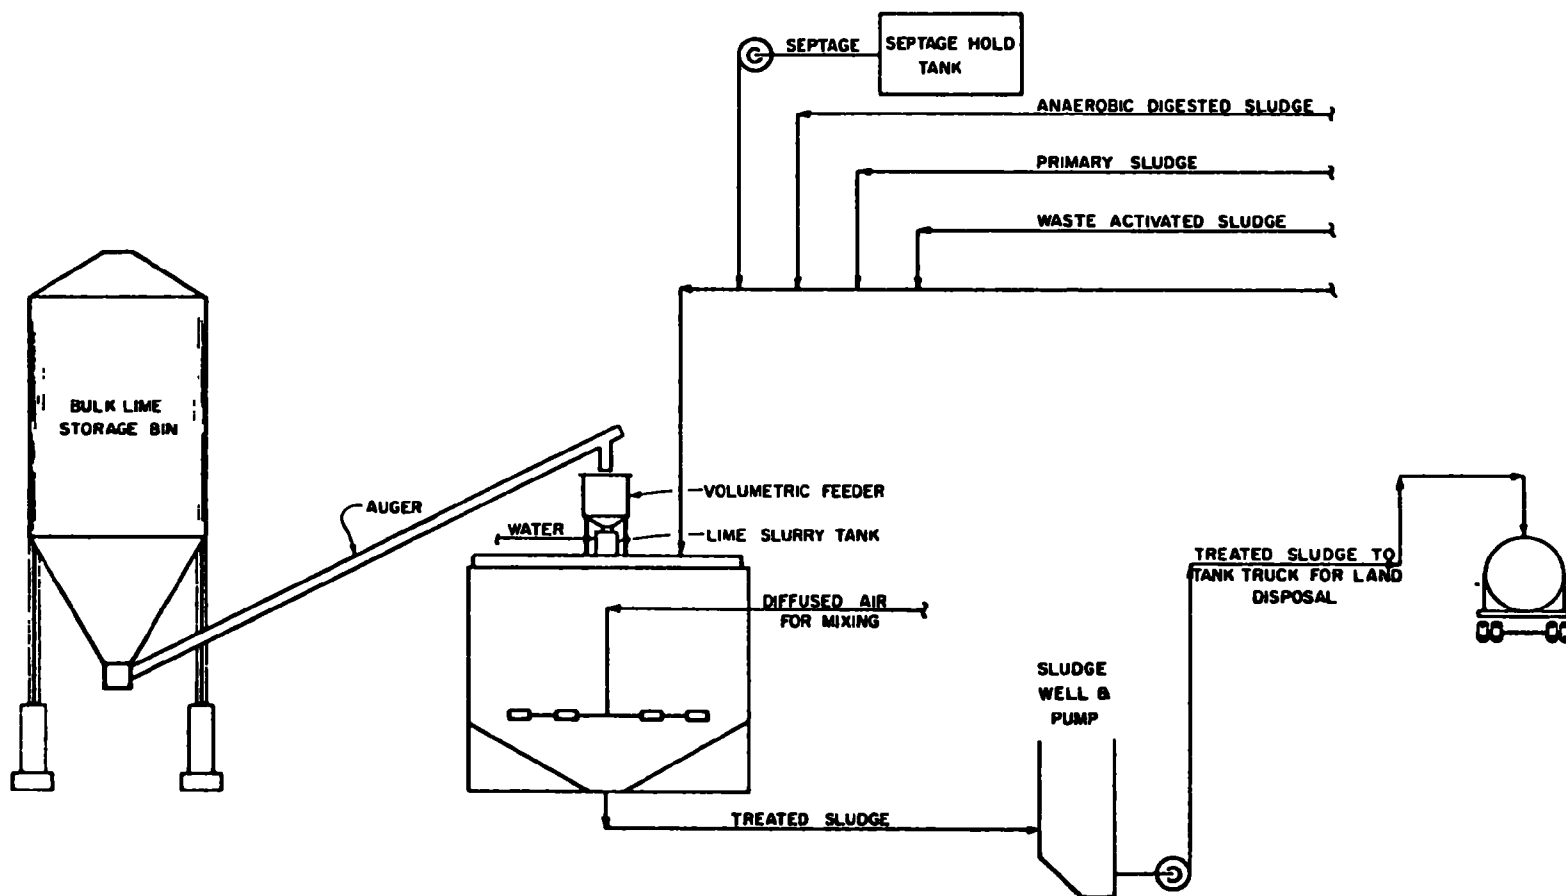 SEPTAGE
SEPTAGE HOLD
TANK
ANAEROBIC DIGESTED SLUDGE
PRIMARY SLUDGE
WASTE ACTIVATED SLUDGE
BULK LIME
STORAGE BIN
AUGER
VOLUMETRIC FEEDER
WATER
LIME SLURRY TANK
DIFFUSED AIR
FOR MIXING
TREATED SLUDGE TO
TANK TRUCK FOR LAND
DISPOSAL
SLUDGE
WELL &
PUMP
TREATED SLUDGE